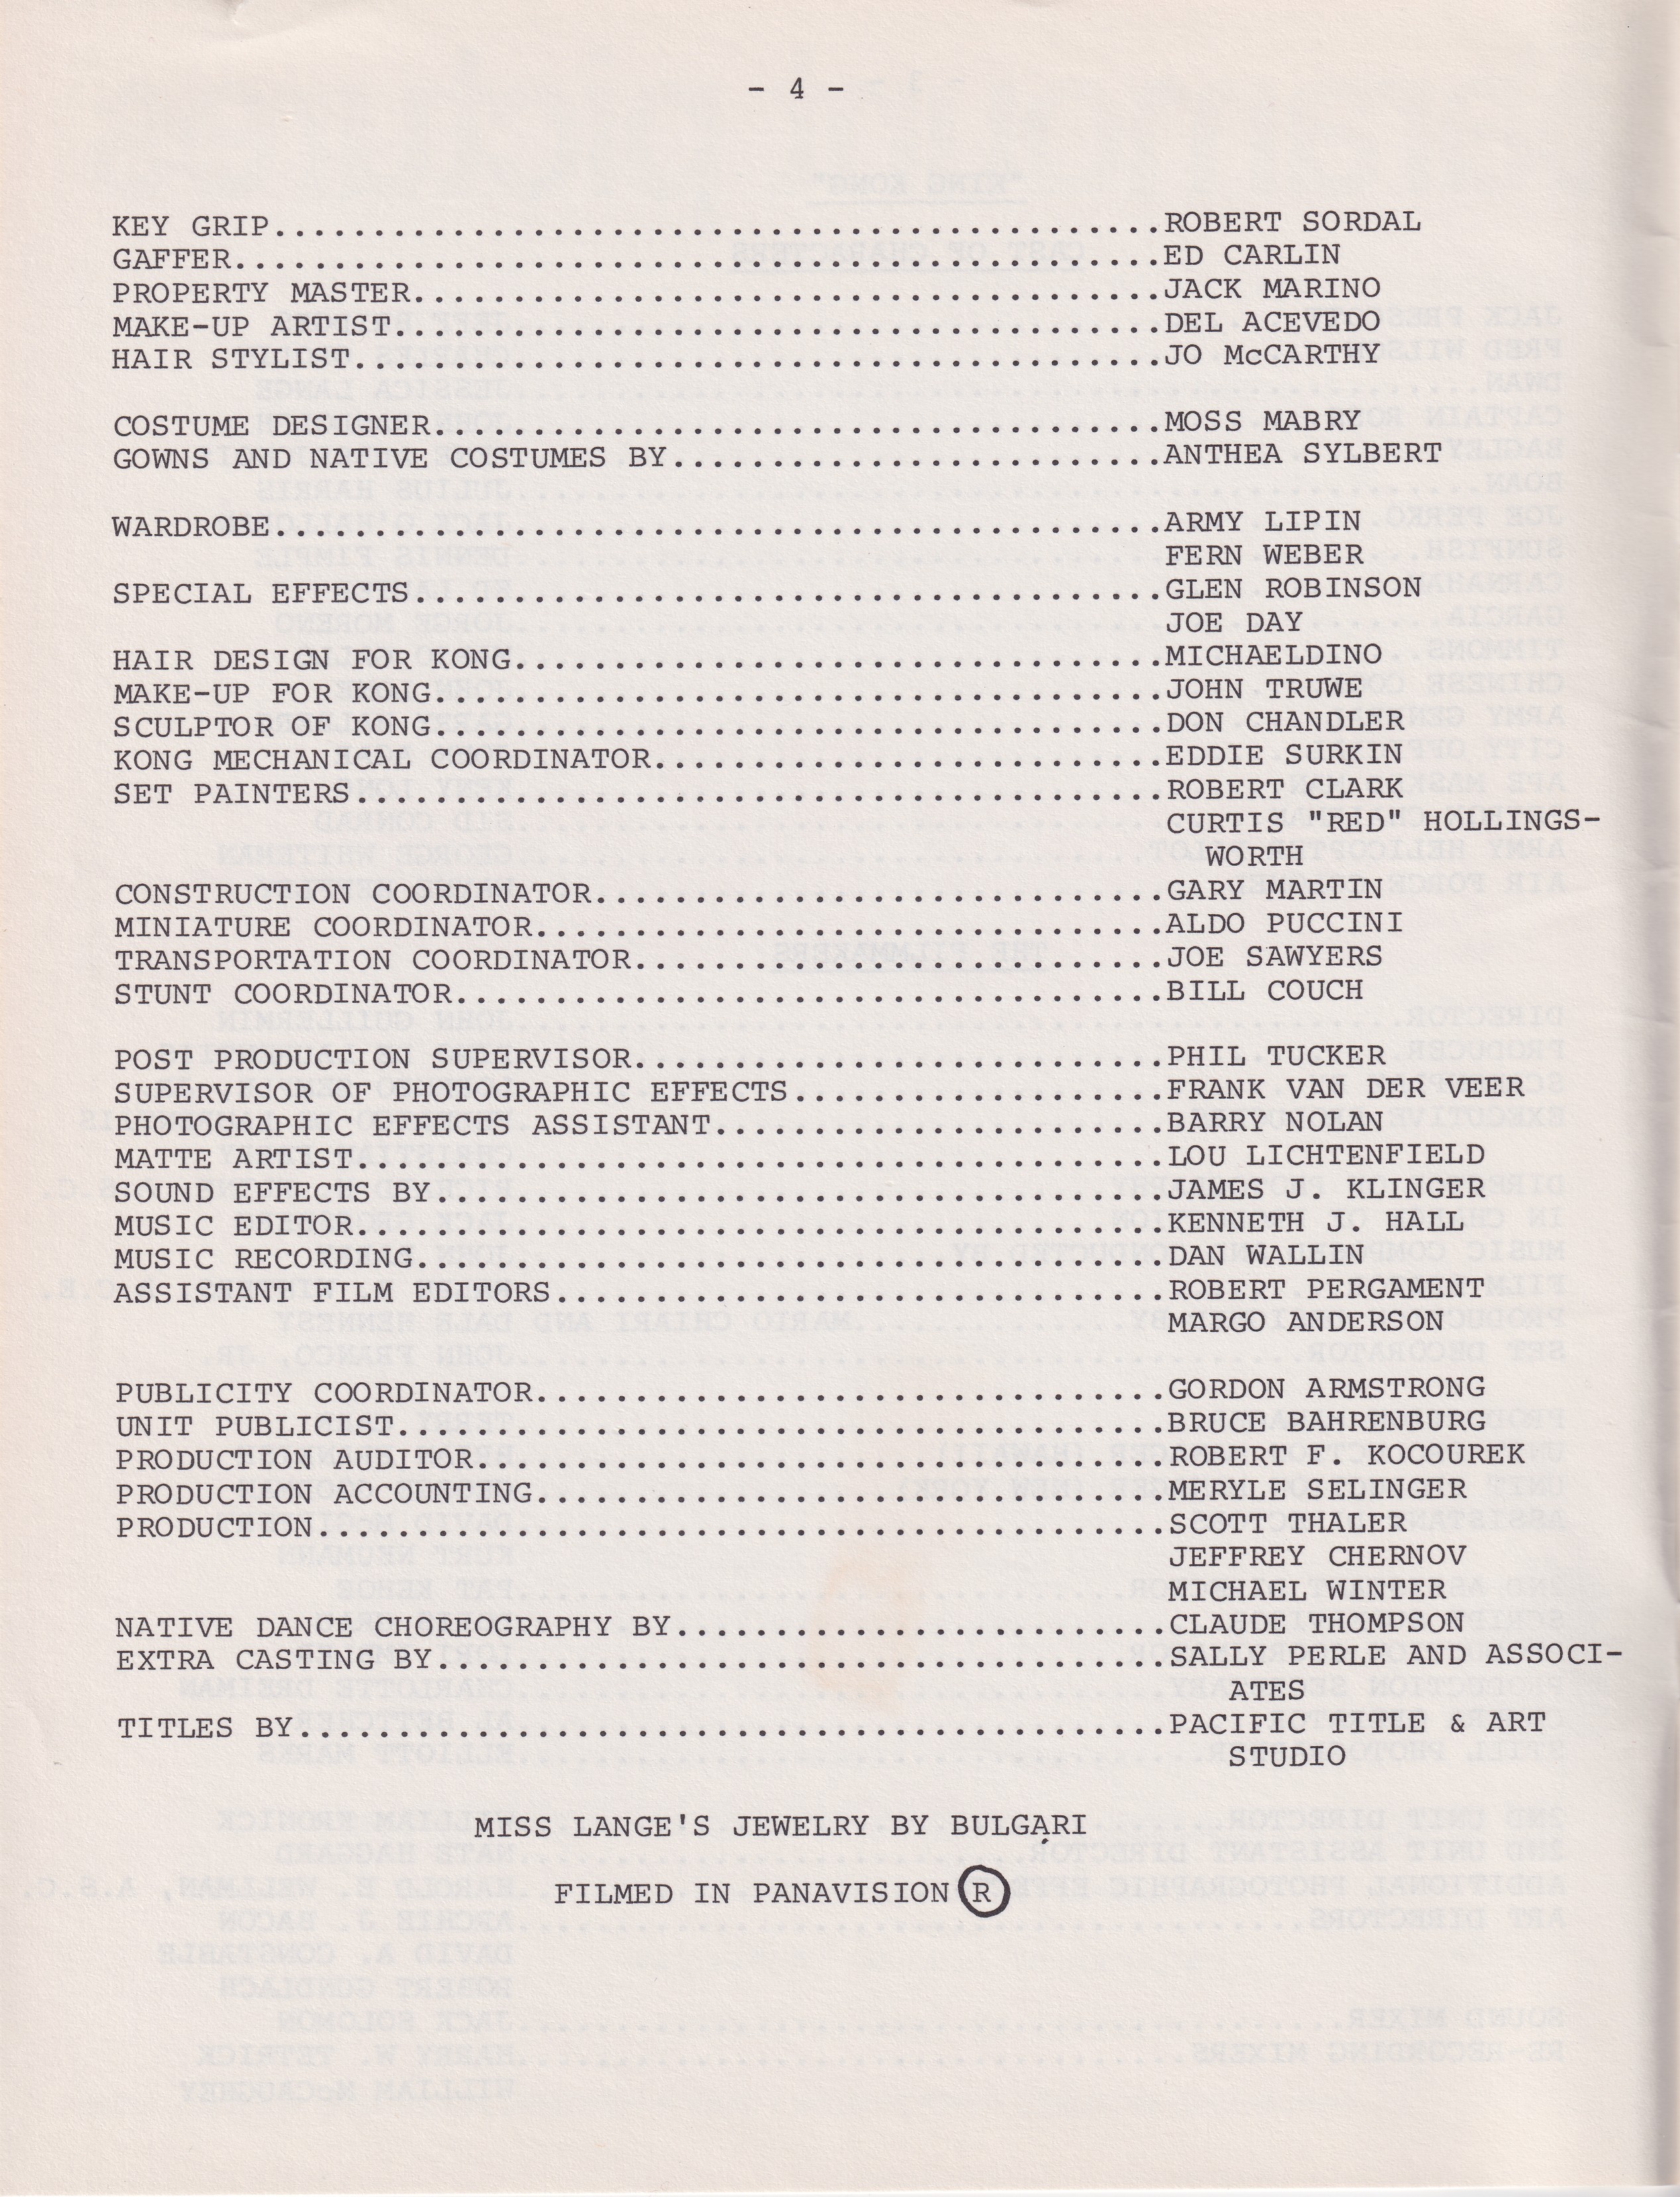 - 4 -
KEY GRIP.............................................ROBERT SORDAL
GAFFER...............................................ED CARLIN
PROPERTY MASTER......................................JACK MARINO
MAKE-UP ARTIST.......................................DEL ACEVEDO
HAIR STYLIST.........................................JO McCARTHY
COSTUME DESIGNER.....................................MOSS MABRY
GOWNS AND NATIVE COSTUMES BY.........................ANTHEA SYLBERT
WARDROBE.............................................ARMY LIPIN
FERN WEBER
SPECIAL EFFECTS......................................GLEN ROBINSON
JOE DAY
HAIR DESIGN FOR KONG.................................MICHAELDINO
MAKE-UP FOR KONG.....................................JOHN TRUWE
SCULPTOR OF KONG.....................................DON CHANDLER
KONG MECHANICAL COORDINATOR..........................EDDIE SURKIN
SET PAINTERS.........................................ROBERT CLARK
CURTIS "RED" HOLLINGS-
WORTH
CONSTRUCTION COORDINATOR.............................GARY MARTIN
MINIATURE COORDINATOR................................ALDO PUCCINI
TRANSPORTATION COORDINATOR...........................JOE SAWYERS
STUNT COORDINATOR....................................BILL COUCH
POST PRODUCTION SUPERVISOR...........................PHIL TUCKER
SUPERVISOR OF PHOTOGRAPHIC EFFECTS...................FRANK VAN DER VEER
PHOTOGRAPHIC EFFECTS ASSISTANT.......................BARRY NOLAN
MATTE ARTIST.........................................LOU LICHTENFIELD
SOUND EFFECTS BY.....................................JAMES J. KLINGER
MUSIC EDITOR.........................................KENNETH J. HALL
MUSIC RECORDING......................................DAN WALLIN
ASSISTANT FILM EDITORS...............................ROBERT PERGAMENT
MARGO ANDERSON
PUBLICITY COORDINATOR................................GORDON ARMSTRONG
UNIT PUBLICIST.......................................BRUCE BAHRENBURG
PRODUCTION AUDITOR...................................ROBERT F. KOCOUREK
PRODUCTION ACCOUNTING................................MERYLE SELINGER
PRODUCTION...........................................SCOTT THALER
JEFFREY CHERNOV
MICHAEL WINTER
NATIVE DANCE CHOREOGRAPHY BY.........................CLAUDE THOMPSON
EXTRA CASTING BY.....................................SALLY PERLE AND ASSOCI-
ATES
TITLES BY............................................PACIFIC TITLE & ART
STUDIO
MISS LANGE'S JEWELRY BY BULGARI
FILMED IN PANAVISION Ⓡ